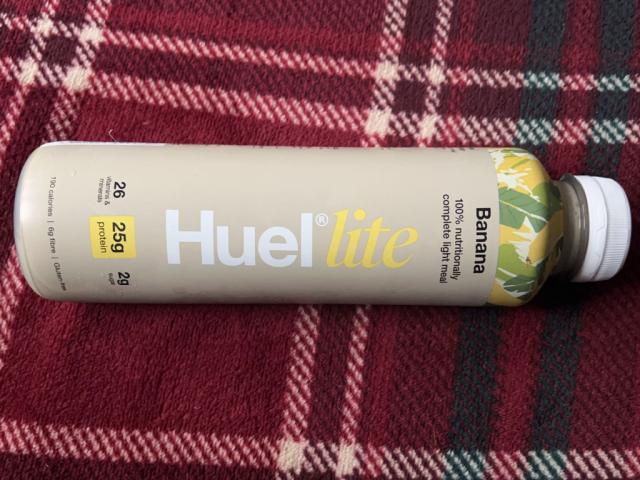 Huel® lite
Banana
100% nutritionally
complete light meal
26
vitamins &
minerals
25g
protein
2g
sugar
190 calories | 6g fibre | Gluten-free